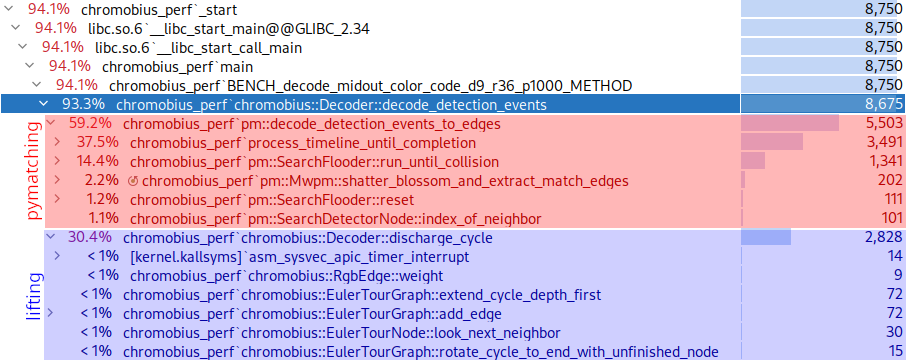 94.1% chromobius_perf`_start 8,750
94.1% libc.so.6`__libc_start_main@@GLIBC_2.34 8,750
94.1% libc.so.6`__libc_start_call_main 8,750
94.1% chromobius_perf`main 8,750
94.1% chromobius_perf`BENCH_decode_midout_color_code_d9_r36_p1000_METHOD 8,750
93.3% chromobius_perf`chromobius::Decoder::decode_detection_events 8,675
pymatching
59.2% chromobius_perf`pm::decode_detection_events_to_edges 5,503
37.5% chromobius_perf`process_timeline_until_completion 3,491
14.4% chromobius_perf`pm::SearchFlooder::run_until_collision 1,341
2.2% chromobius_perf`pm::Mwpm::shatter_blossom_and_extract_match_edges 202
1.2% chromobius_perf`pm::SearchFlooder::reset 111
1.1% chromobius_perf`pm::SearchDetectorNode::index_of_neighbor 101
lifting
30.4% chromobius_perf`chromobius::Decoder::discharge_cycle 2,828
< 1% [kernel.kallsyms]`asm_sysvec_apic_timer_interrupt 14
< 1% chromobius_perf`chromobius::RgbEdge::weight 9
< 1% chromobius_perf`chromobius::EulerTourGraph::extend_cycle_depth_first 72
< 1% chromobius_perf`chromobius::EulerTourGraph::add_edge 72
< 1% chromobius_perf`chromobius::EulerTourNode::look_next_neighbor 30
< 1% chromobius_perf`chromobius::EulerTourGraph::rotate_cycle_to_end_with_unfinished_node 15